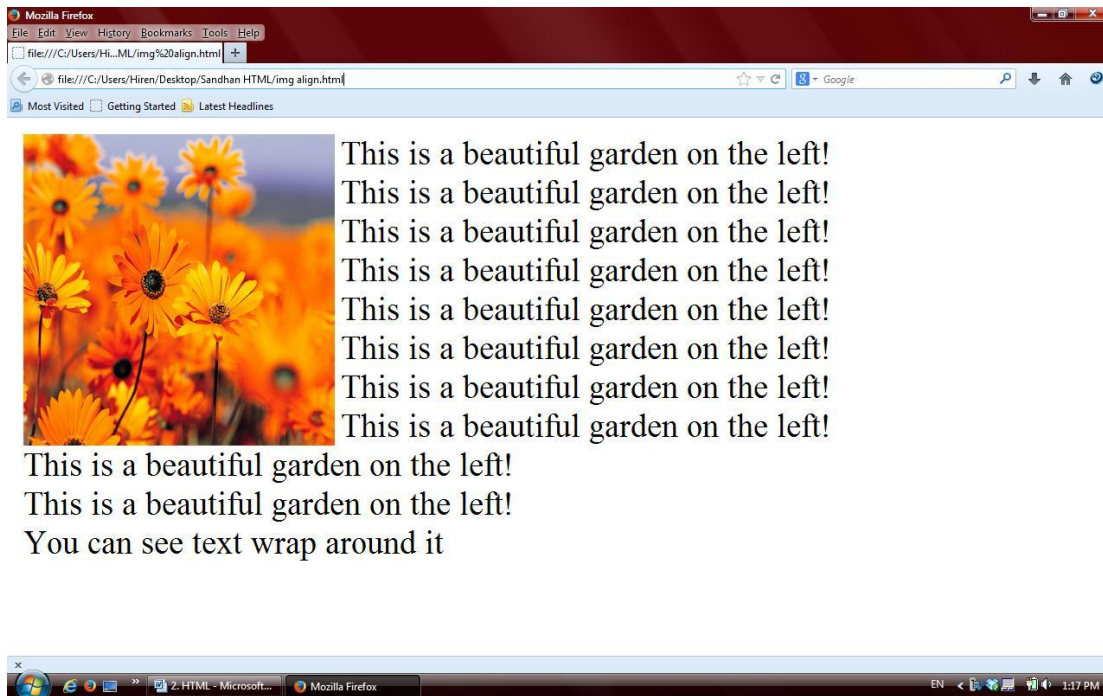 Mozilla Firefox
File Edit View History Bookmarks Tools Help
file:///C:/Users/Hi...ML/img%20align.html +
file:///C:/Users/Hiren/Desktop/Sandhan HTML/img align.html
Google
Most Visited Getting Started Latest Headlines
This is a beautiful garden on the left!
This is a beautiful garden on the left!
This is a beautiful garden on the left!
This is a beautiful garden on the left!
This is a beautiful garden on the left!
This is a beautiful garden on the left!
This is a beautiful garden on the left!
This is a beautiful garden on the left!
This is a beautiful garden on the left!
This is a beautiful garden on the left!
You can see text wrap around it
2. HTML - Microsoft... Mozilla Firefox EN 1:17 PM